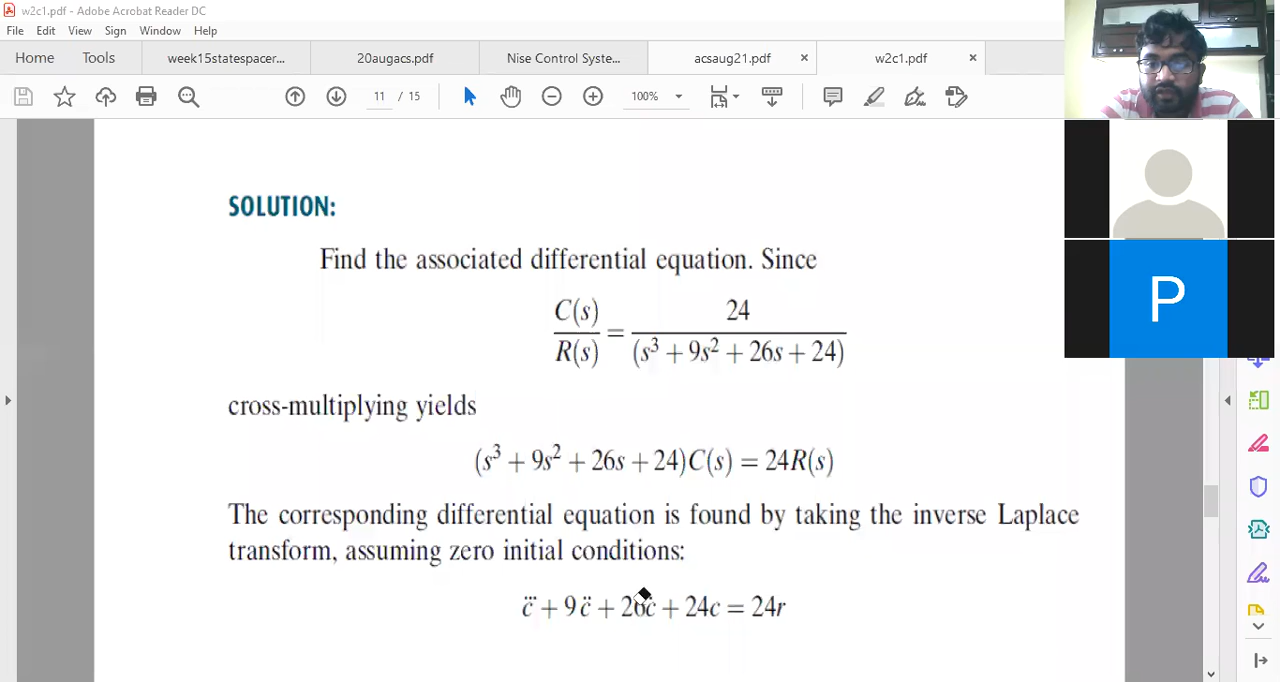 w2c1.pdf - Adobe Acrobat Reader DC
File Edit View Sign Window Help
Home Tools week15statespacer... 20augacs.pdf Nise Control Syste... acsaug21.pdf × w2c1.pdf ×
11 / 15 100%
SOLUTION:
Find the associated differential equation. Since
C(s)/R(s) = 24/(s³ + 9s² + 26s + 24)
cross-multiplying yields
(s³ + 9s² + 26s + 24)C(s) = 24R(s)
The corresponding differential equation is found by taking the inverse Laplace
transform, assuming zero initial conditions:
c⃛ + 9c̈ + 26ċ + 24c = 24r
P